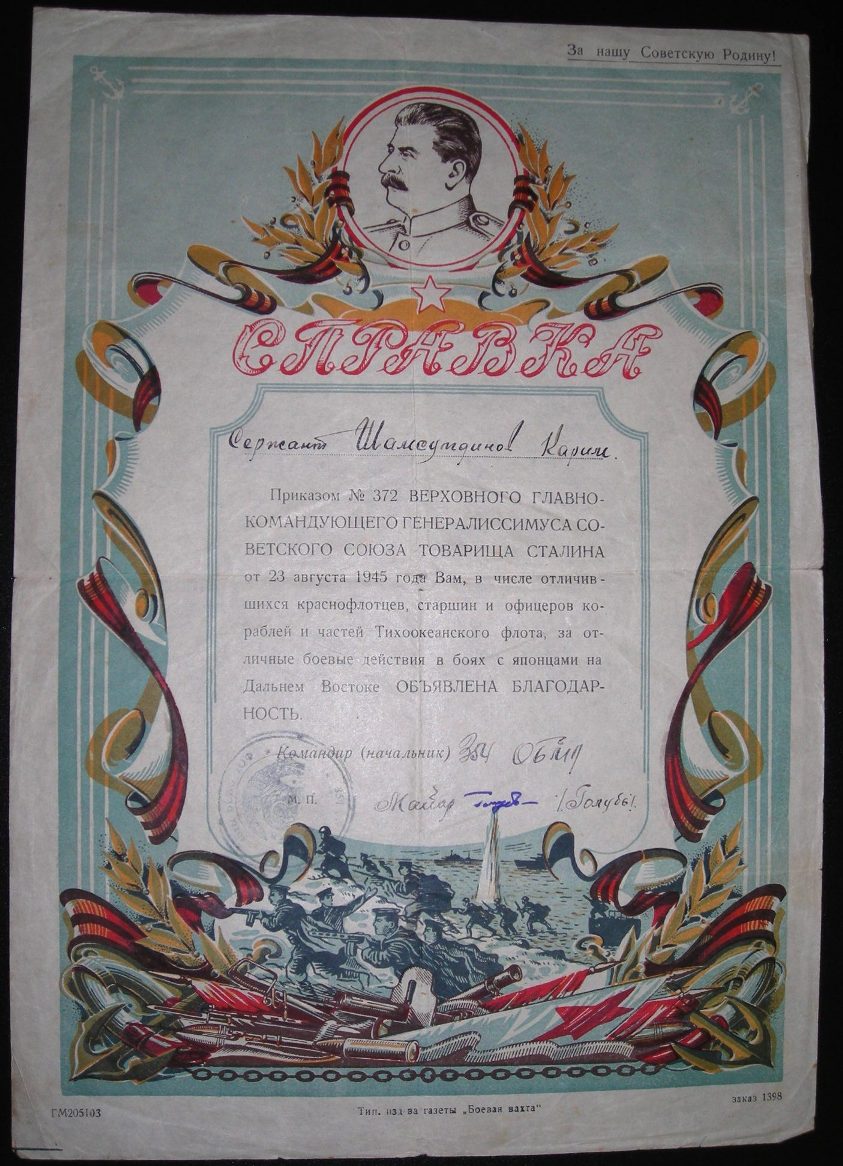 За нашу Советскую Родину!
СПРАВКА
Сержант Шамсутдинов Карим.
Приказом № 372 ВЕРХОВНОГО ГЛАВНО-
КОМАНДУЮЩЕГО ГЕНЕРАЛИССИМУСА СО-
ВЕТСКОГО СОЮЗА ТОВАРИЩА СТАЛИНА
от 23 августа 1945 года Вам, в числе отличив-
шихся краснофлотцев, старшин и офицеров ко-
раблей и частей Тихоокеанского флота, за от-
личные боевые действия в боях с японцами на
Дальнем Востоке ОБЪЯВЛЕНА БЛАГОДАР-
НОСТЬ.
Командир (начальник)
М. П. Майор /Голубь/.
ГМ205103
Тип. изд-ва газеты „Боевая вахта"
заказ 1398